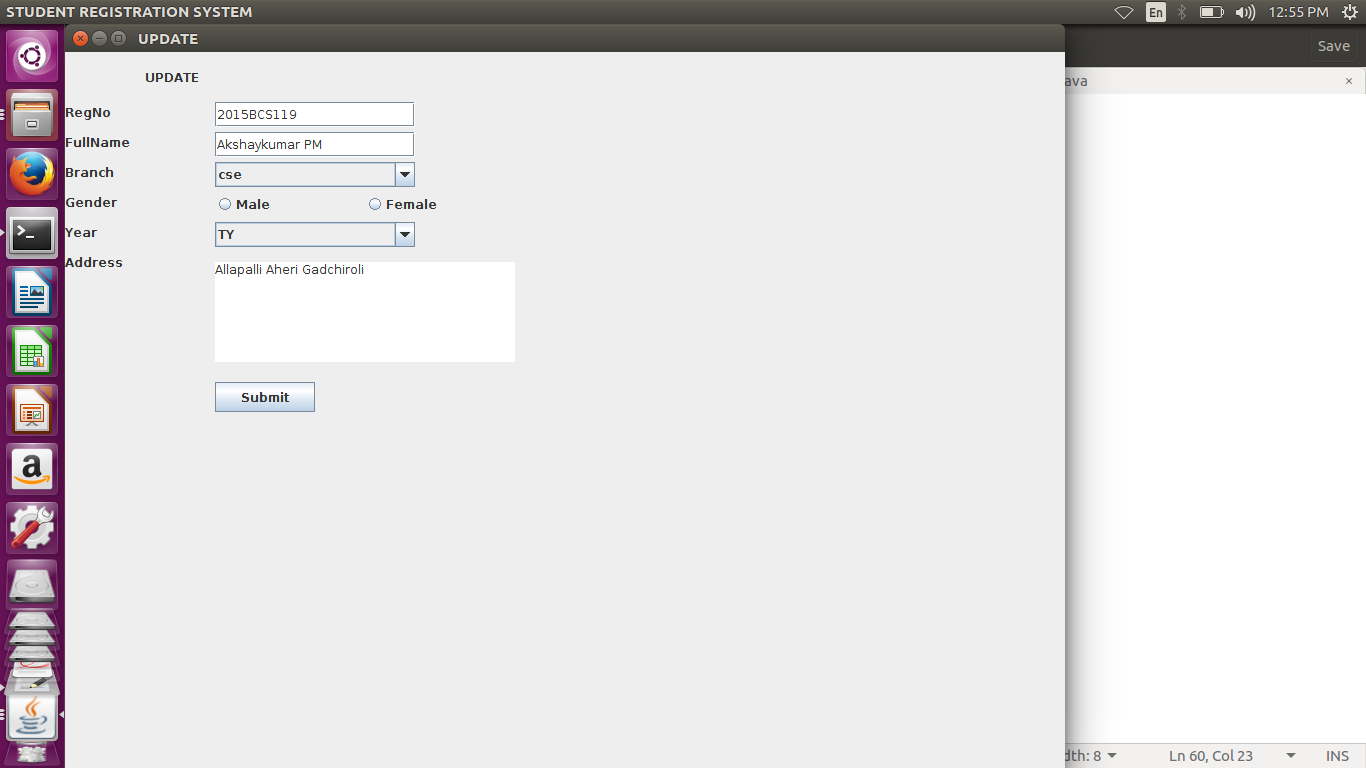 STUDENT REGISTRATION SYSTEM
En
12:55 PM
UPDATE
Save
UPDATE
ava
×
RegNo
2015BCS119
FullName
Akshaykumar PM
Branch
cse
Gender
Male
Female
Year
TY
Address
Allapalli Aheri Gadchiroli
Submit
dth: 8
Ln 60, Col 23
INS